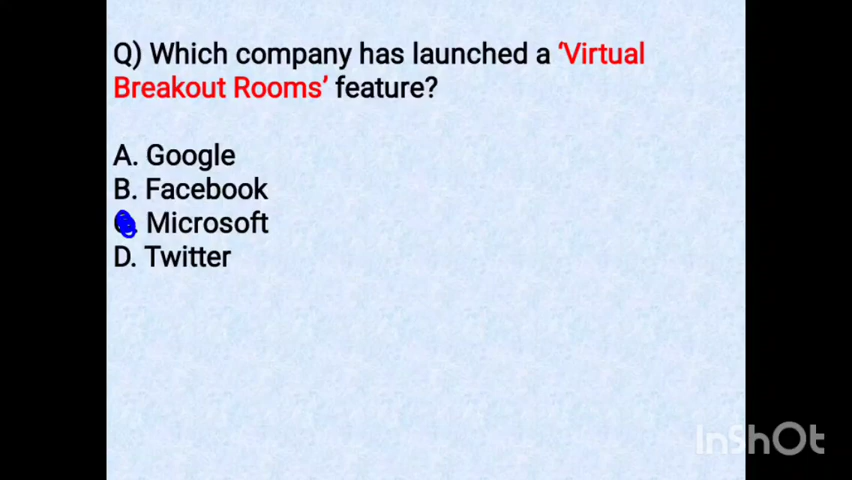 Q) Which company has launched a ‘Virtual
Breakout Rooms’ feature?
A. Google
B. Facebook
Microsoft
D. Twitter
InShOt